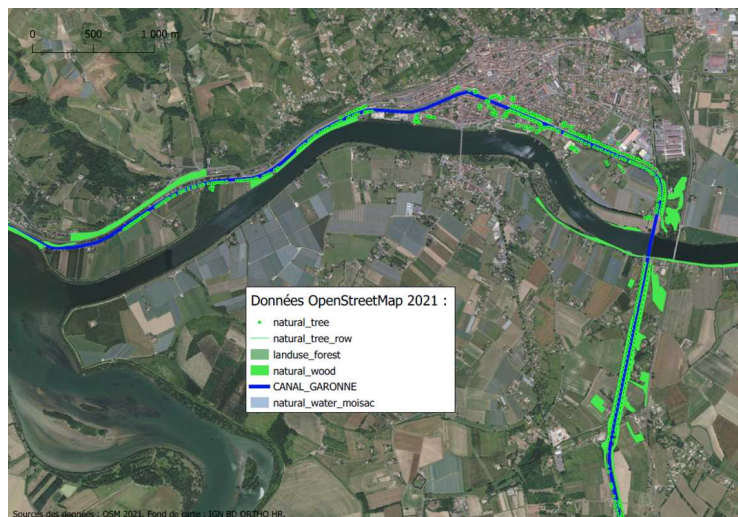 0 500 1 000 m
Données OpenStreetMap 2021 :
natural_tree
natural_tree_row
landuse_forest
natural_wood
CANAL_GARONNE
natural_water_moisac
Sources des données : OSM 2021. Fond de carte : IGN BD ORTHO HR.